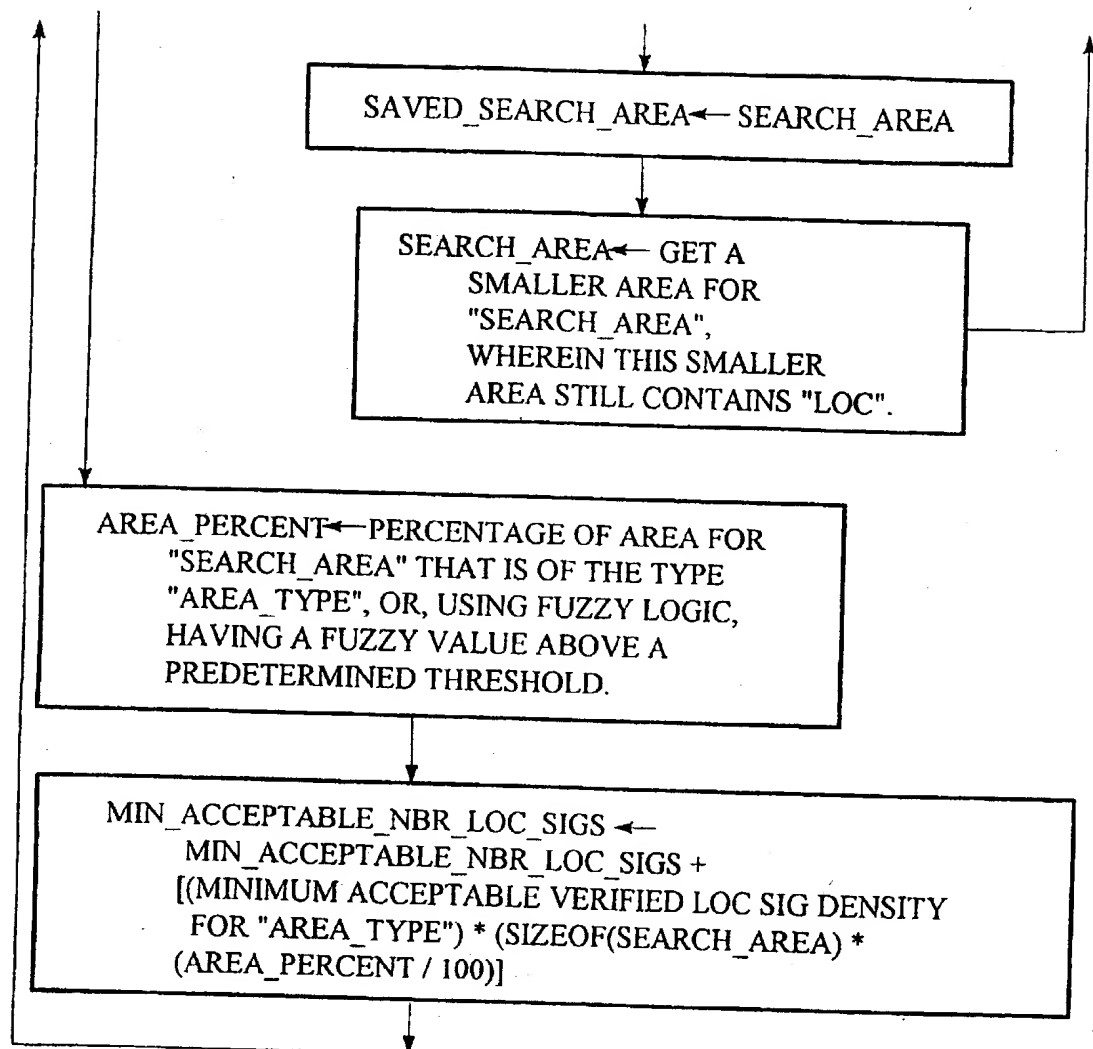 SAVED_SEARCH_AREA← SEARCH_AREA
SEARCH_AREA← GET A
SMALLER AREA FOR
"SEARCH_AREA",
WHEREIN THIS SMALLER
AREA STILL CONTAINS "LOC".
AREA_PERCENT←PERCENTAGE OF AREA FOR
"SEARCH_AREA" THAT IS OF THE TYPE
"AREA_TYPE", OR, USING FUZZY LOGIC,
HAVING A FUZZY VALUE ABOVE A
PREDETERMINED THRESHOLD.
MIN_ACCEPTABLE_NBR_LOC_SIGS ←
MIN_ACCEPTABLE_NBR_LOC_SIGS +
[(MINIMUM ACCEPTABLE VERIFIED LOC SIG DENSITY
FOR "AREA_TYPE") * (SIZEOF(SEARCH_AREA) *
(AREA_PERCENT / 100)]